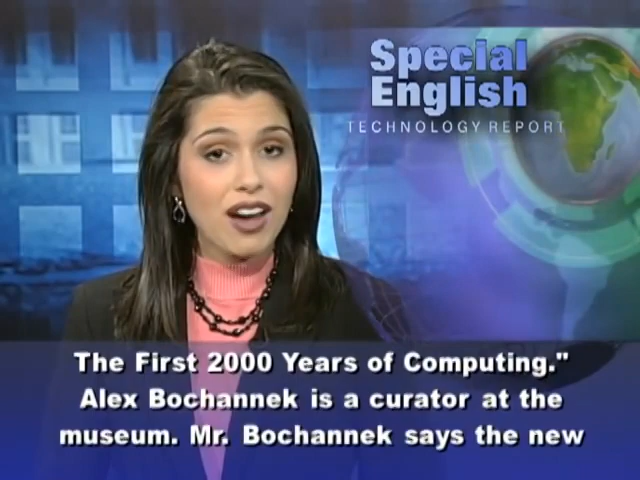 Special
English
TECHNOLOGY REPORT
The First 2000 Years of Computing."
Alex Bochannek is a curator at the
museum. Mr. Bochannek says the new